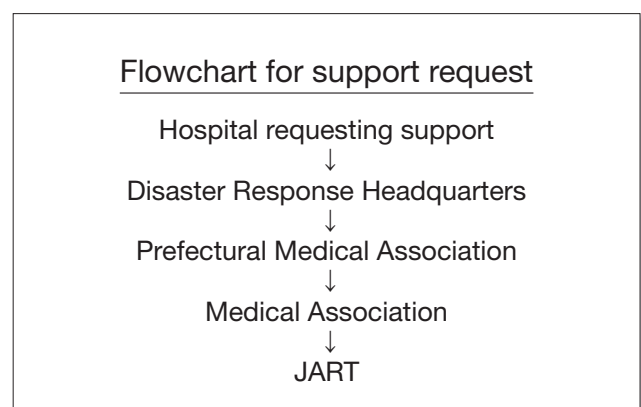 Flowchart for support request
Hospital requesting support
↓
Disaster Response Headquarters
↓
Prefectural Medical Association
↓
Medical Association
↓
JART